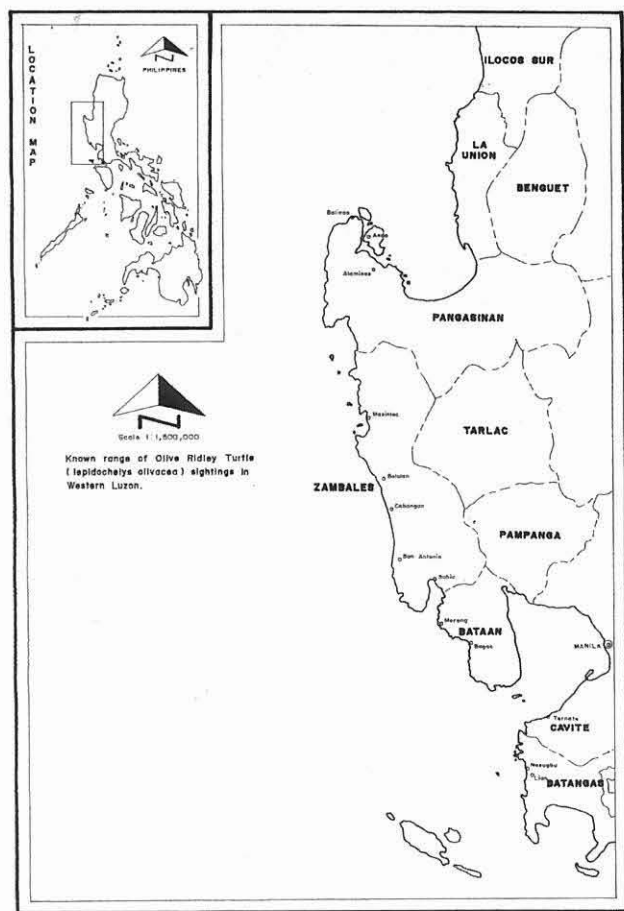 LOCATION MAP
PHILIPPINES
ILOCOS SUR
LA
UNION
BENGUET
Bolinao
Anda
Alaminos
PANGASINAN
Scale 1:1,500,000
Known range of Olive Ridley Turtle
(lepidochelys olivacea) sightings in
Western Luzon.
Masinloc
TARLAC
ZAMBALES
Botolan
Cabangan
PAMPANGA
San Antonio
Subic
Morong
BATAAN
Bagac
MANILA
Ternate
CAVITE
Nasugbu
Lian
BATANGAS